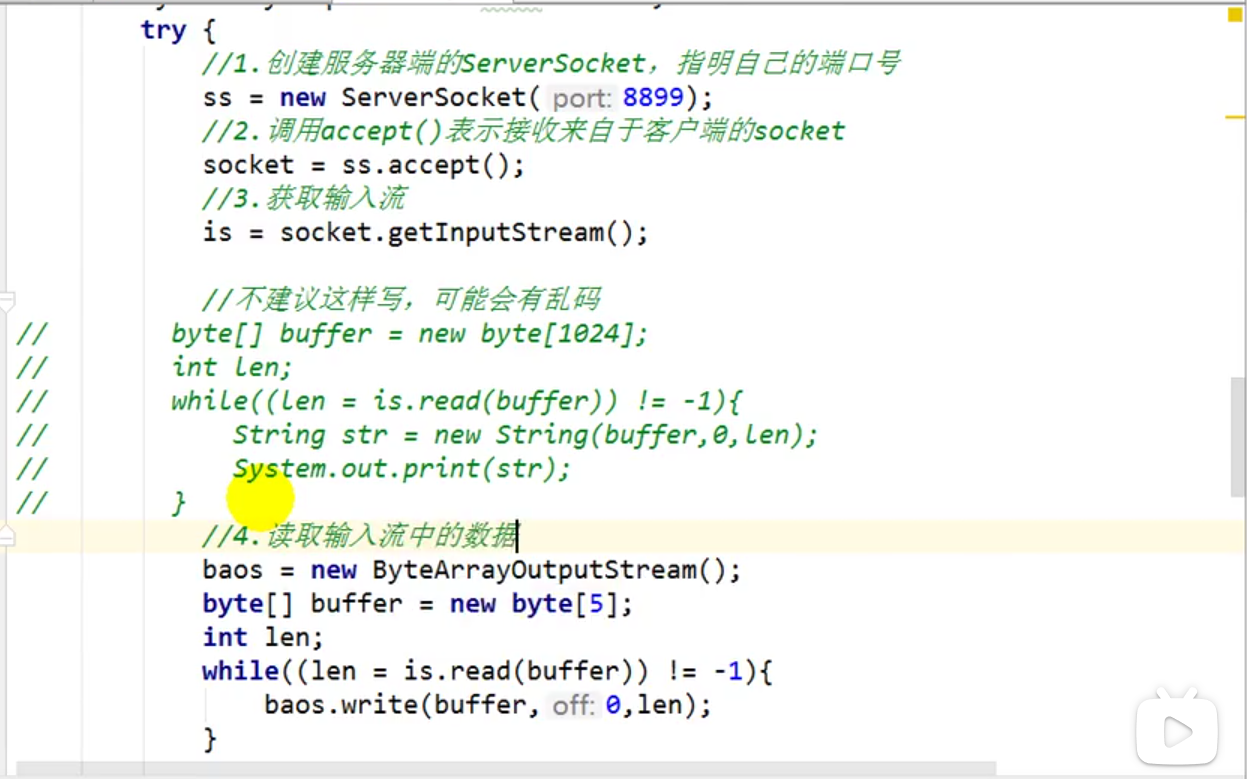 try {
//1.创建服务器端的ServerSocket，指明自己的端口号
ss = new ServerSocket( port: 8899);
//2.调用accept()表示接收来自于客户端的socket
socket = ss.accept();
//3.获取输入流
is = socket.getInputStream();
//不建议这样写，可能会有乱码
// byte[] buffer = new byte[1024];
// int len;
// while((len = is.read(buffer)) != -1){
// String str = new String(buffer,0,len);
// System.out.print(str);
// }
//4.读取输入流中的数据
baos = new ByteArrayOutputStream();
byte[] buffer = new byte[5];
int len;
while((len = is.read(buffer)) != -1){
baos.write(buffer, off: 0,len);
}